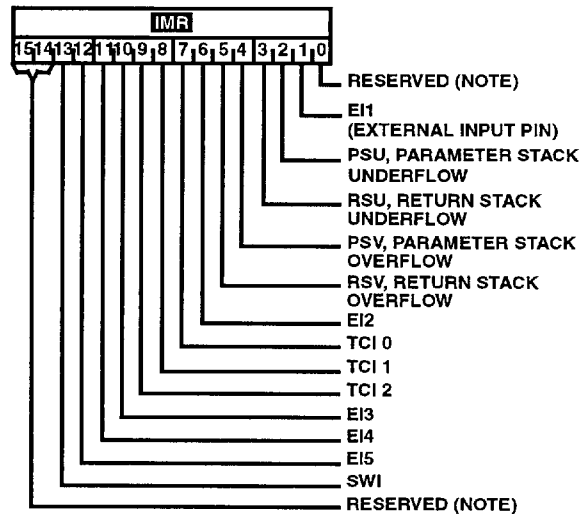 IMR
15 14 13 12 11 10 9 8 7 6 5 4 3 2 1 0
RESERVED (NOTE)
EI1
(EXTERNAL INPUT PIN)
PSU, PARAMETER STACK
UNDERFLOW
RSU, RETURN STACK
UNDERFLOW
PSV, PARAMETER STACK
OVERFLOW
RSV, RETURN STACK
OVERFLOW
EI2
TCI 0
TCI 1
TCI 2
EI3
EI4
EI5
SWI
RESERVED (NOTE)